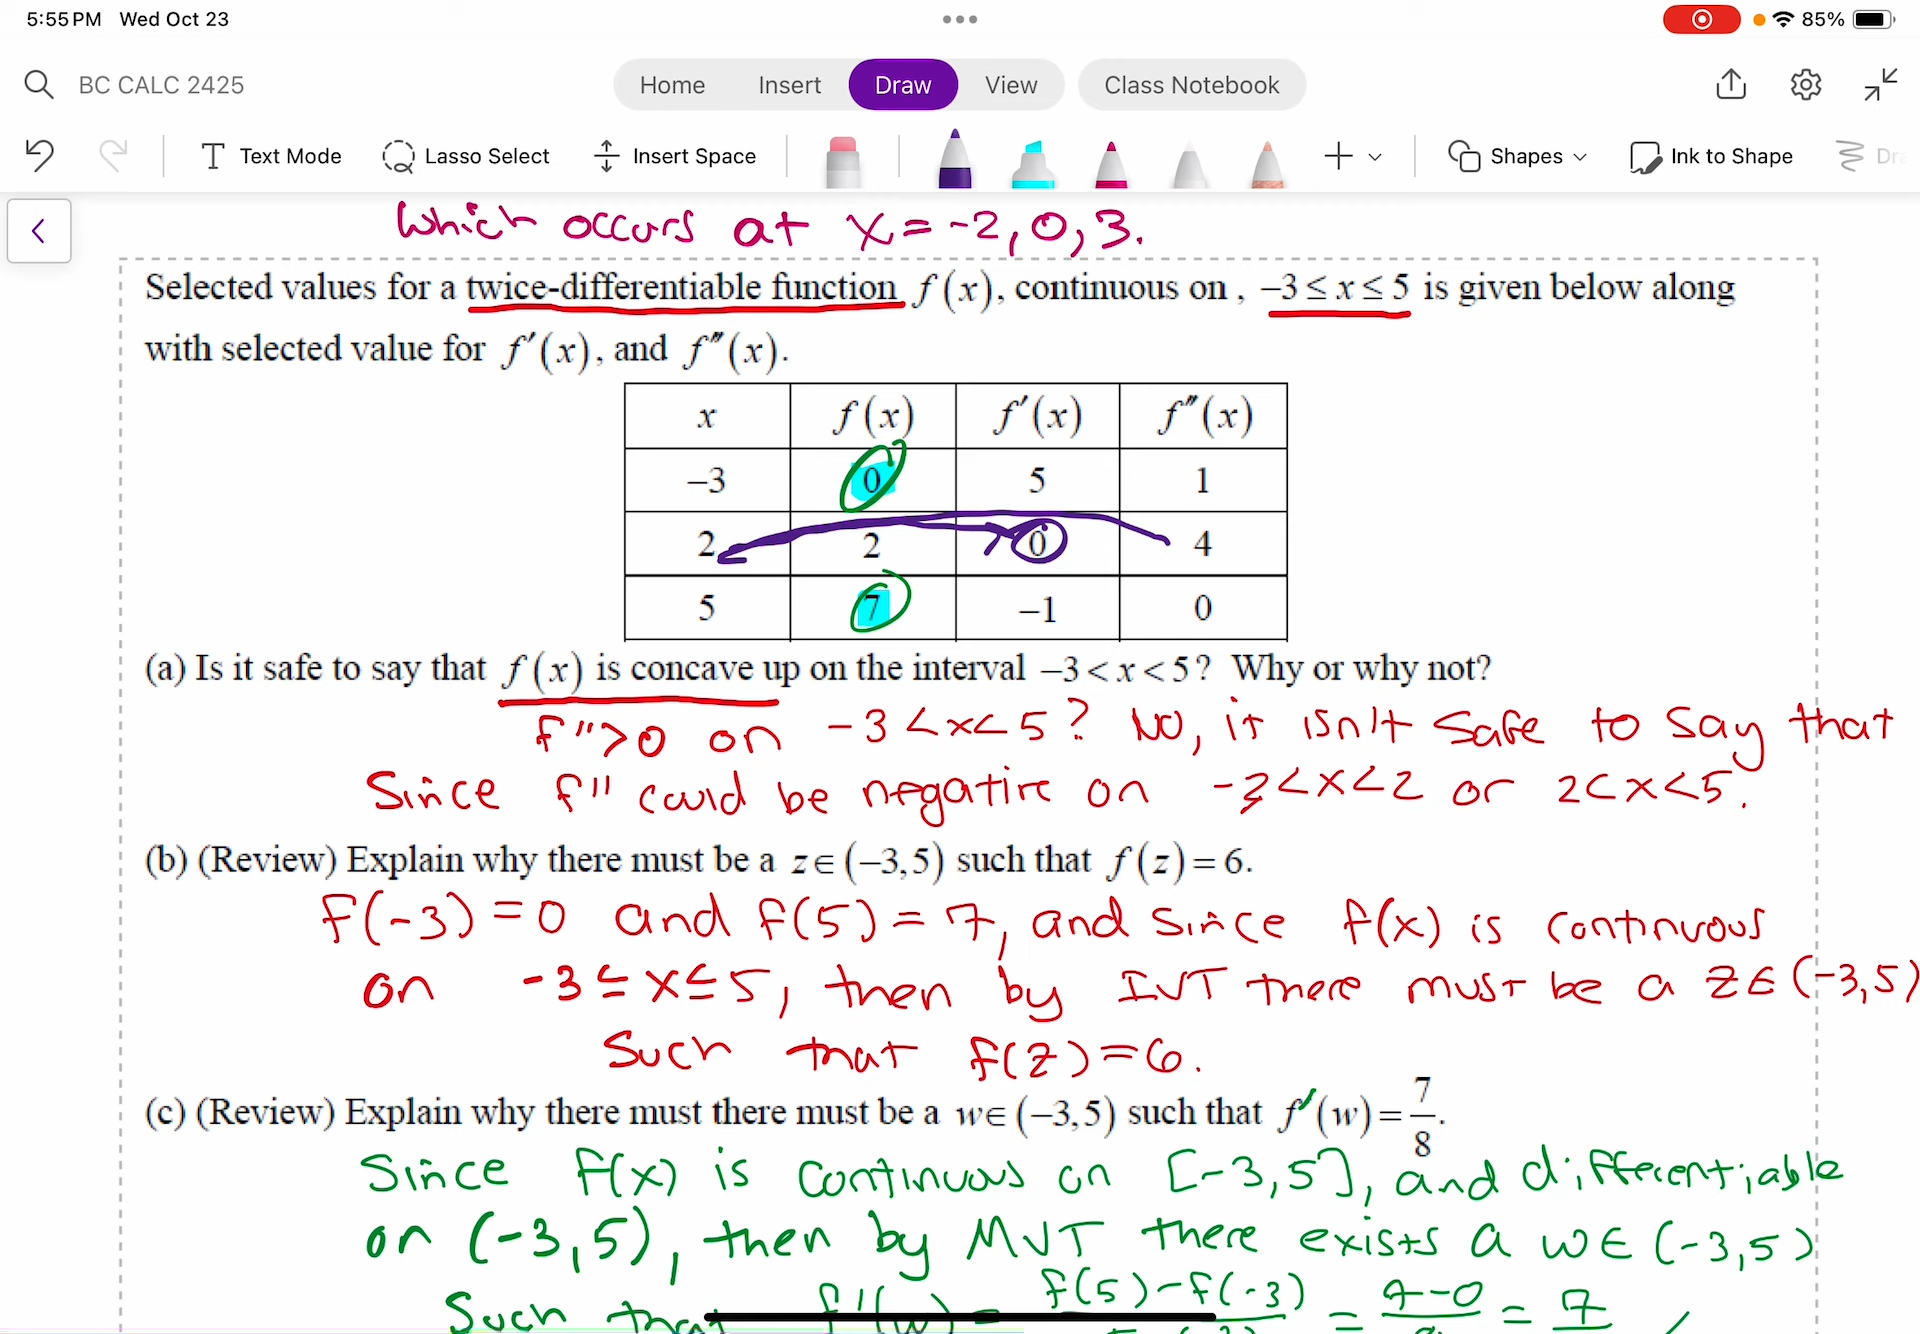 5:55 PM Wed Oct 23
85%
BC CALC 2425
Home Insert Draw View Class Notebook
Text Mode Lasso Select Insert Space Shapes Ink to Shape
which occurs at x = -2, 0, 3.
Selected values for a twice-differentiable function f(x), continuous on , −3 ≤ x ≤ 5 is given below along
with selected value for f′(x), and f″(x).
x f(x) f′(x) f″(x)
−3 0 5 1
2 2 0 4
5 7 −1 0
(a) Is it safe to say that f(x) is concave up on the interval −3 < x < 5? Why or why not?
f″>0 on -3<x<5? NO, it isn't safe to say that
Since f″ could be negative on -3<x<2 or 2<x<5.
(b) (Review) Explain why there must be a z∈(−3,5) such that f(z)=6.
f(-3)=0 and f(5)=7, and since f(x) is continuous
on -3≤x≤5, then by IVT there must be a z∈(-3,5)
Such that f(z)=6.
(c) (Review) Explain why there must there must be a w∈(−3,5) such that f′(w)=7/8.
Since f(x) is continuous on [-3,5], and differentiable
on (-3,5), then by MVT there exists a w∈(-3,5)
Such that f'(w) = f(5)-f(-3) = 7-0 = 7